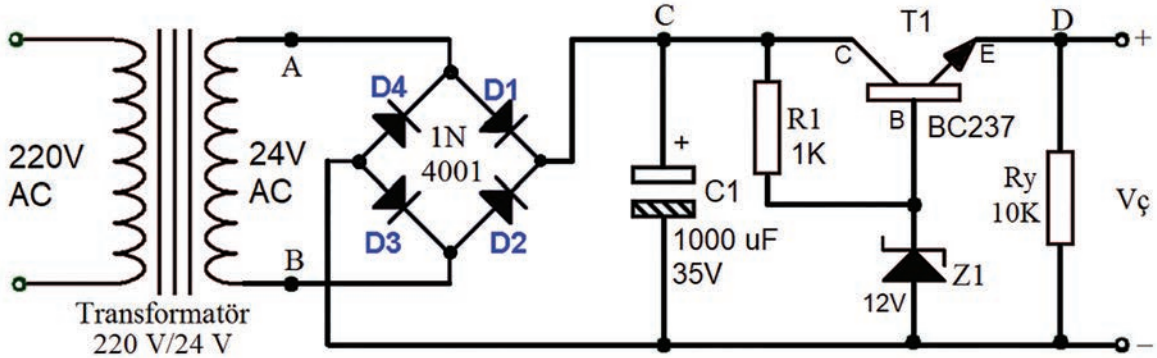 220V
AC
Transformatör
220 V/24 V
24V
AC
A
B
D4
D1
1N
4001
D3
D2
C
+
C1
1000 uF
35V
R1
1K
T1
C
E
B
BC237
12V
Z1
D
Ry
10K
+
Vç
−